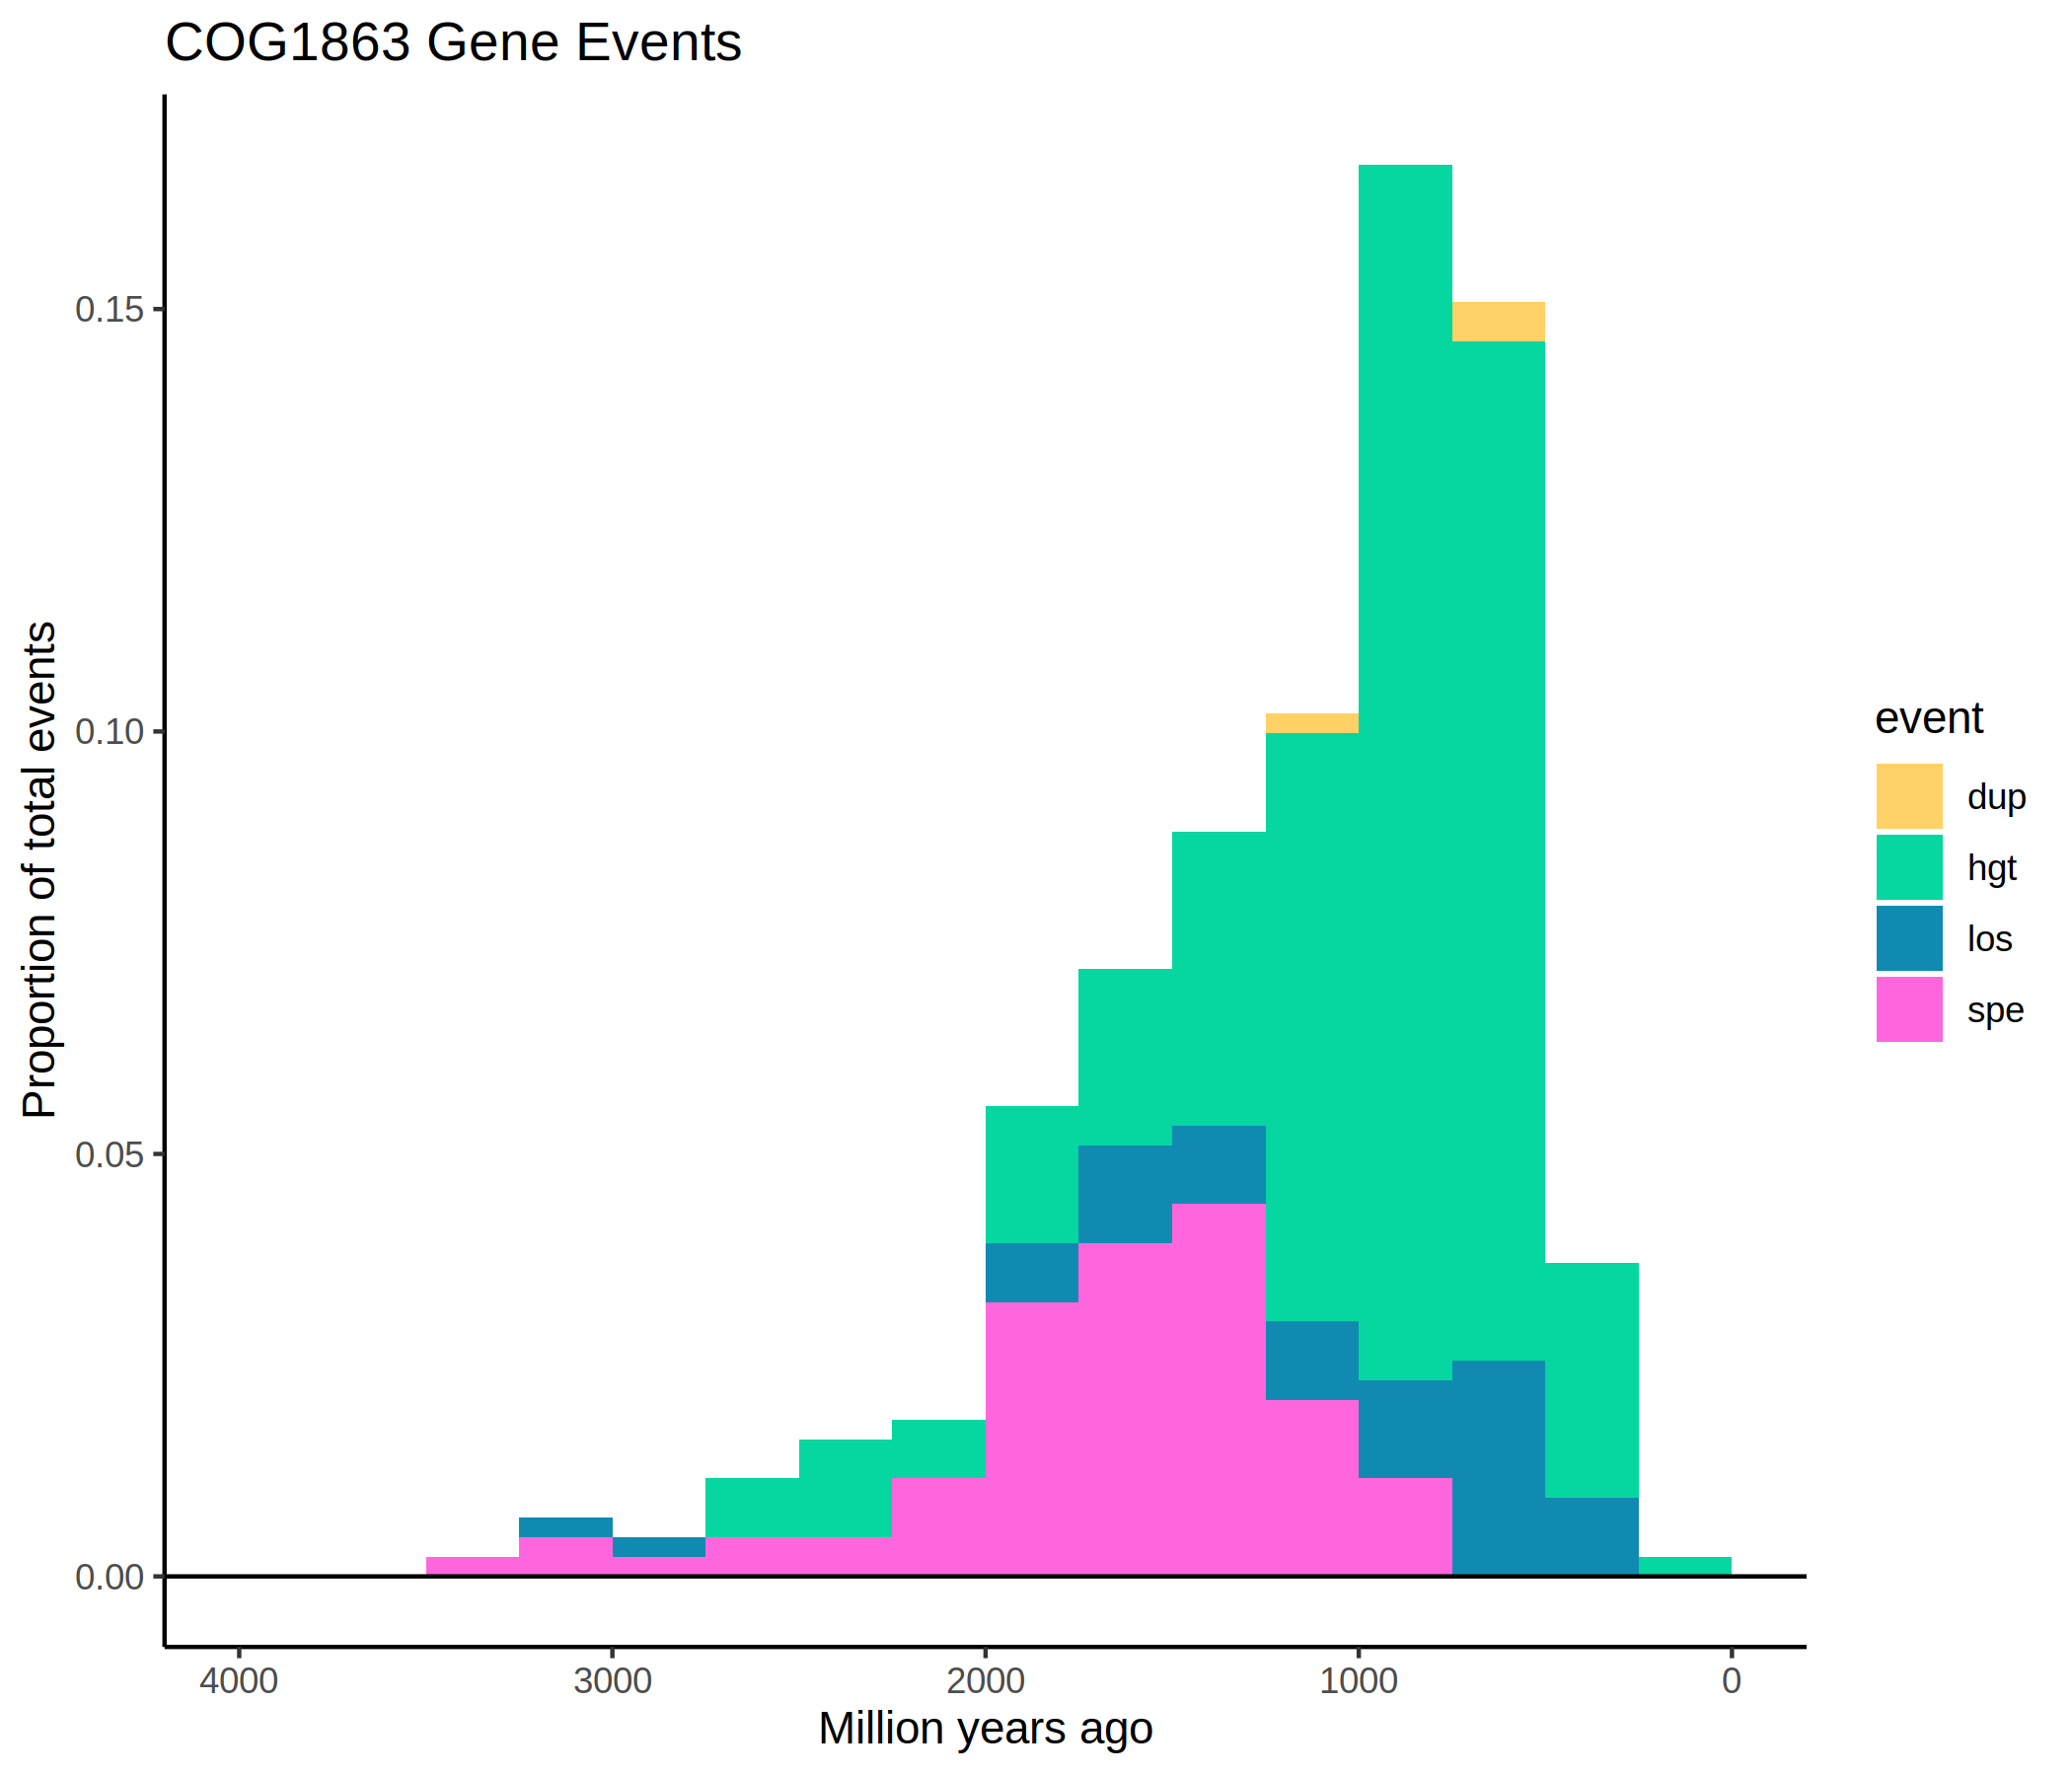 COG1863 Gene Events
Proportion of total events
0.15
0.10
0.05
0.00
4000 3000 2000 1000 0
Million years ago
event
dup
hgt
los
spe